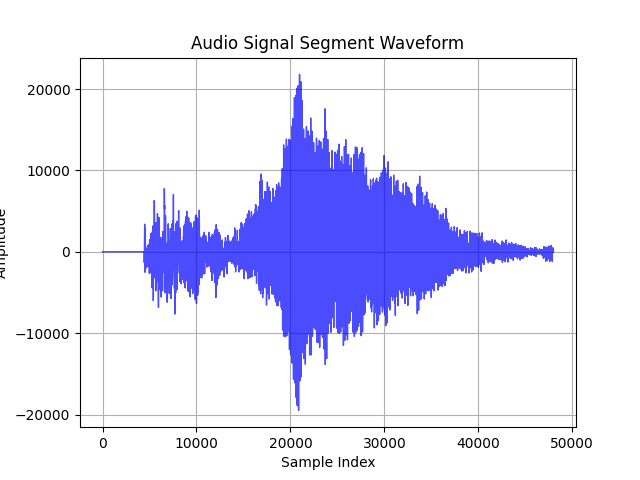 Audio Signal Segment Waveform
20000
10000
0
−10000
−20000
Amplitude
0 10000 20000 30000 40000 50000
Sample Index